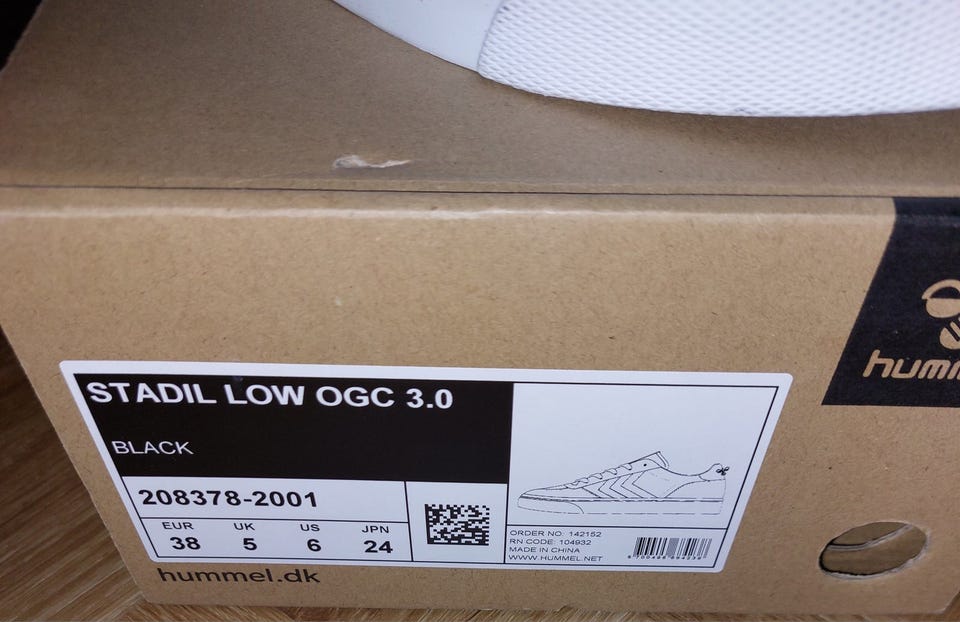 humm
STADIL LOW OGC 3.0
BLACK
208378-2001
EUR UK US JPN
38 5 6 24
ORDER NO: 142152
RN CODE: 104932
MADE IN CHINA
WWW.HUMMEL.NET
hummel.dk